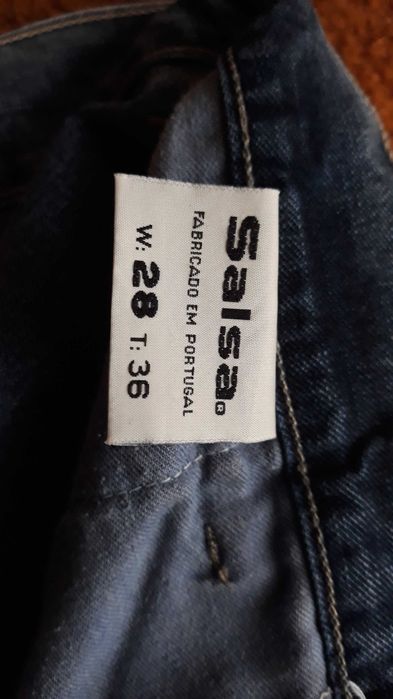 Salsa®
FABRICADO EM PORTUGAL
W: 28 T: 36